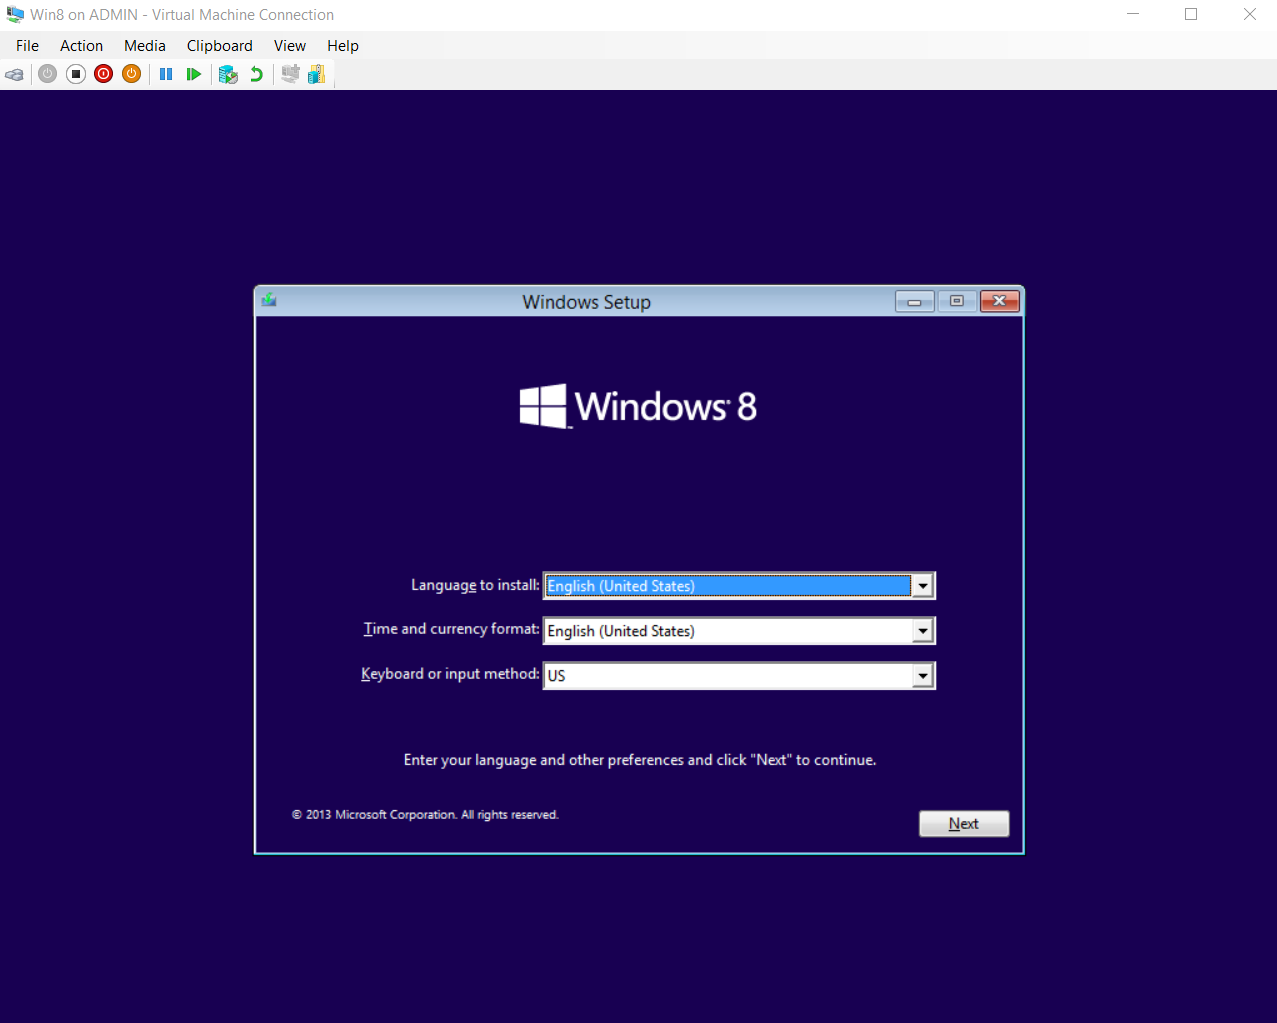 Win8 on ADMIN - Virtual Machine Connection
File Action Media Clipboard View Help
Windows Setup
Windows® 8
Language to install: English (United States)
Time and currency format: English (United States)
Keyboard or input method: US
Enter your language and other preferences and click "Next" to continue.
© 2013 Microsoft Corporation. All rights reserved.
Next